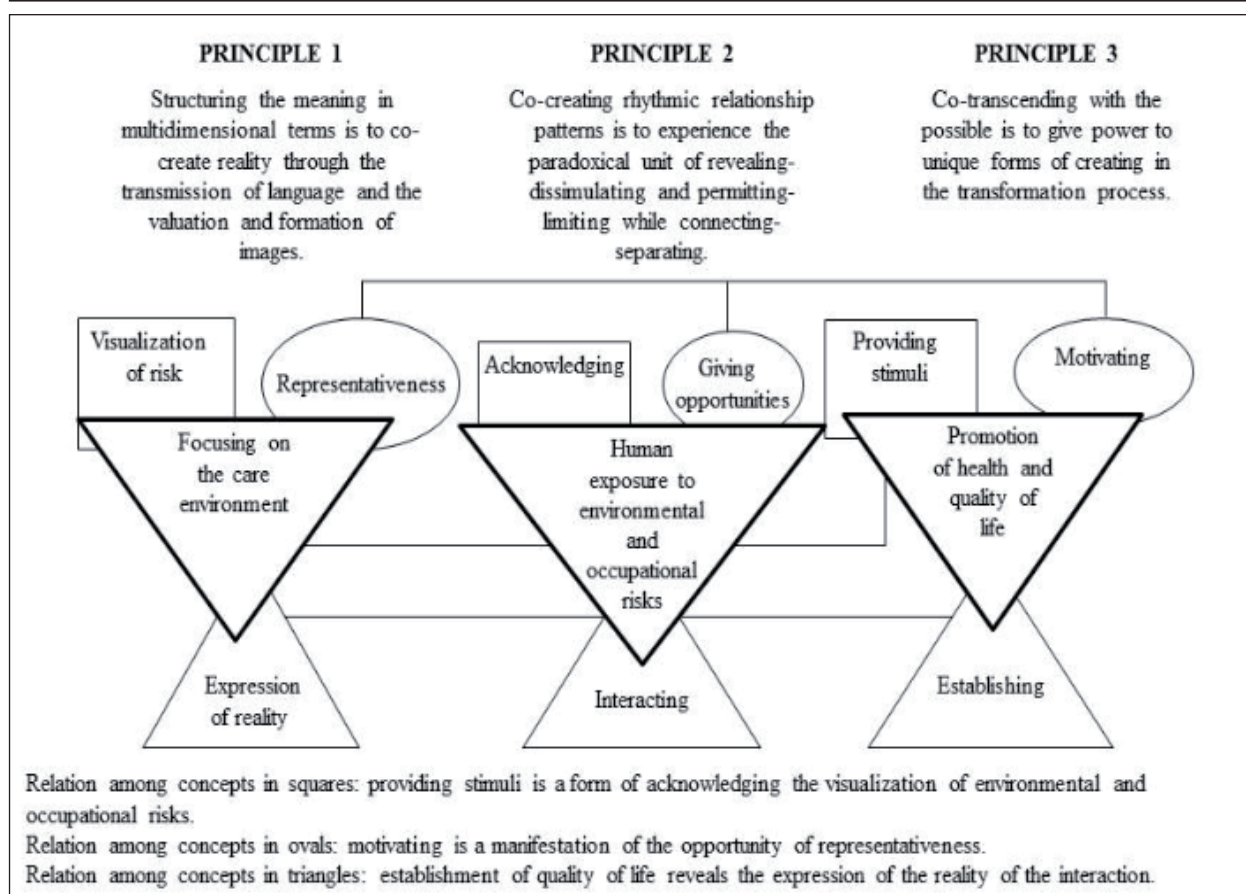 PRINCIPLE 1
Structuring the meaning in
multidimensional terms is to co-
create reality through the
transmission of language and the
valuation and formation of
images.
PRINCIPLE 2
Co-creating rhythmic relationship
patterns is to experience the
paradoxical unit of revealing-
dissimulating and permitting-
limiting while connecting-
separating.
PRINCIPLE 3
Co-transcending with the
possible is to give power to
unique forms of creating in
the transformation process.
Visualization
of risk
Representativeness
Acknowledging
Giving
opportunities
Providing
stimuli
Motivating
Focusing on
the care
environment
Human
exposure to
environmental
and
occupational
risks
Promotion
of health and
quality of
life
Expression
of reality
Interacting
Establishing
Relation among concepts in squares: providing stimuli is a form of acknowledging the visualization of environmental and
occupational risks.
Relation among concepts in ovals: motivating is a manifestation of the opportunity of representativeness.
Relation among concepts in triangles: establishment of quality of life reveals the expression of the reality of the interaction.